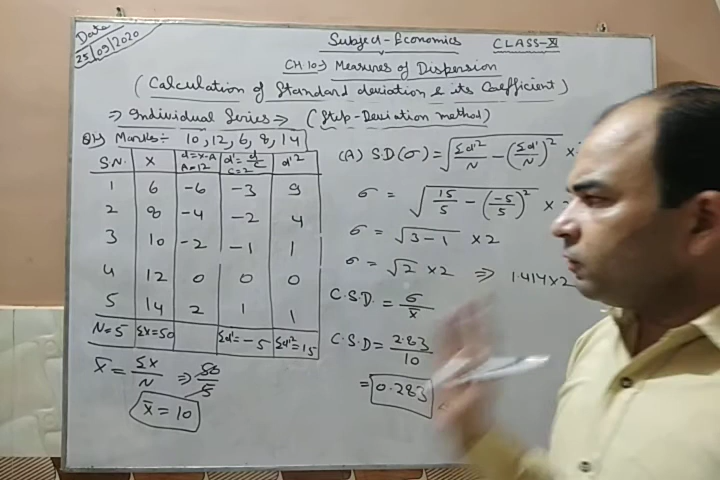 Date
25/09/2020
Subject-Economics CLASS-XI
CH.10 Measures of Dispersion
(Calculation of Standard deviation & its Coefficient)
⇒ Individual Series ⇒ (Step-Deviation method)
Marks:- 10, 12, 6, 8, 14
S.N. X d=X-A A=12 d'=d/C C=2 d'²
1 6 -6 -3 9
2 8 -4 -2 4
3 10 -2 -1 1
4 12 0 0 0
5 14 2 1 1
N=5 Σx=50 Σd'=-5 Σd'²=15
X̄ = ΣX/N ⇒ 50/5
X̄ = 10
(A) S.D(σ) = √(Σd'²/N - (Σd'/N)²) ×
σ = √(15/5 - (-5/5)²) × 2
σ = √(3-1) × 2
σ = √2 × 2 ⇒ 1.414×2
C.S.D. = σ/X̄
C.S.D = 2.83/10
= 0.283